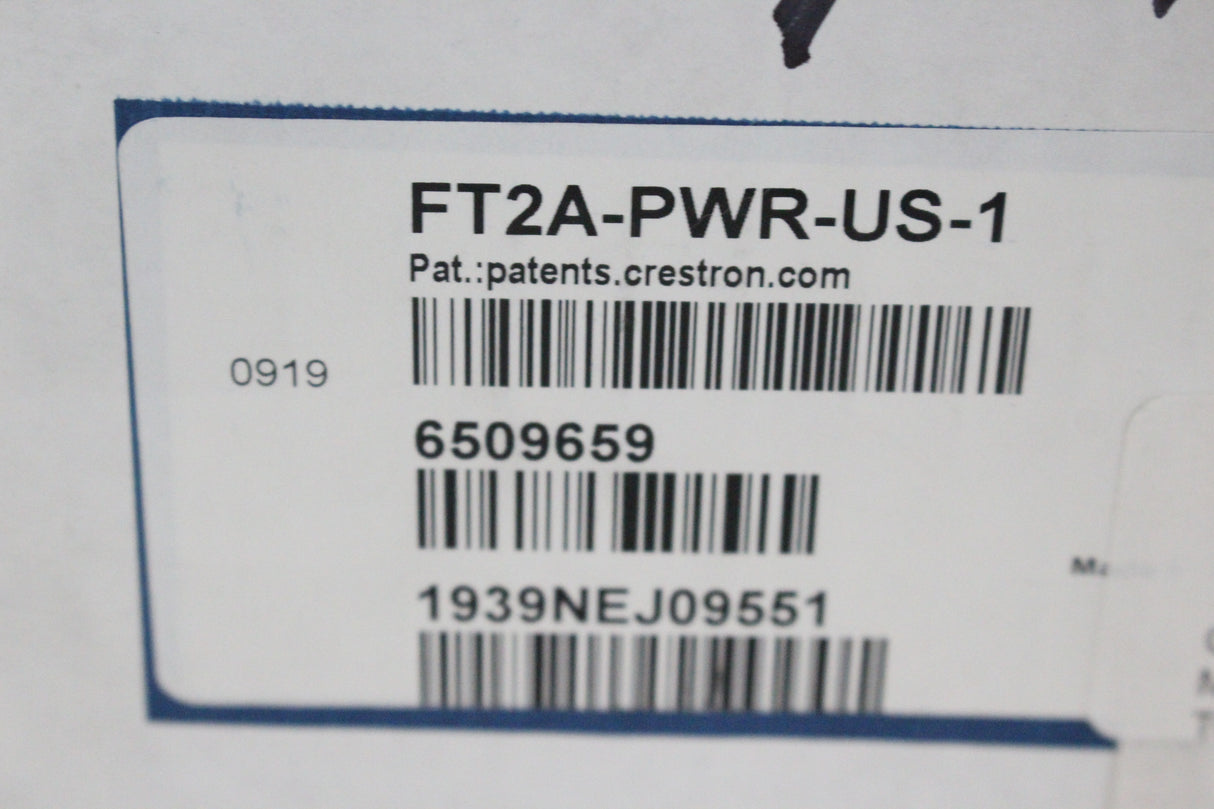 FT2A-PWR-US-1
Pat.:patents.crestron.com
0919
6509659
1939NEJ09551